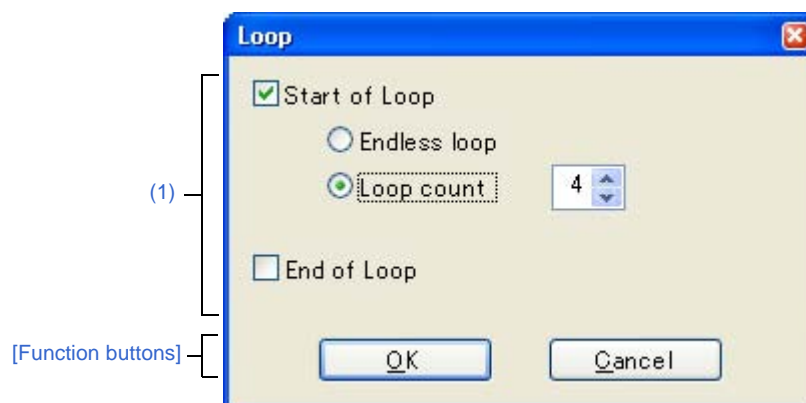 Loop
Start of Loop
Endless loop
(1)
Loop count 4
End of Loop
[Function buttons]
OK Cancel